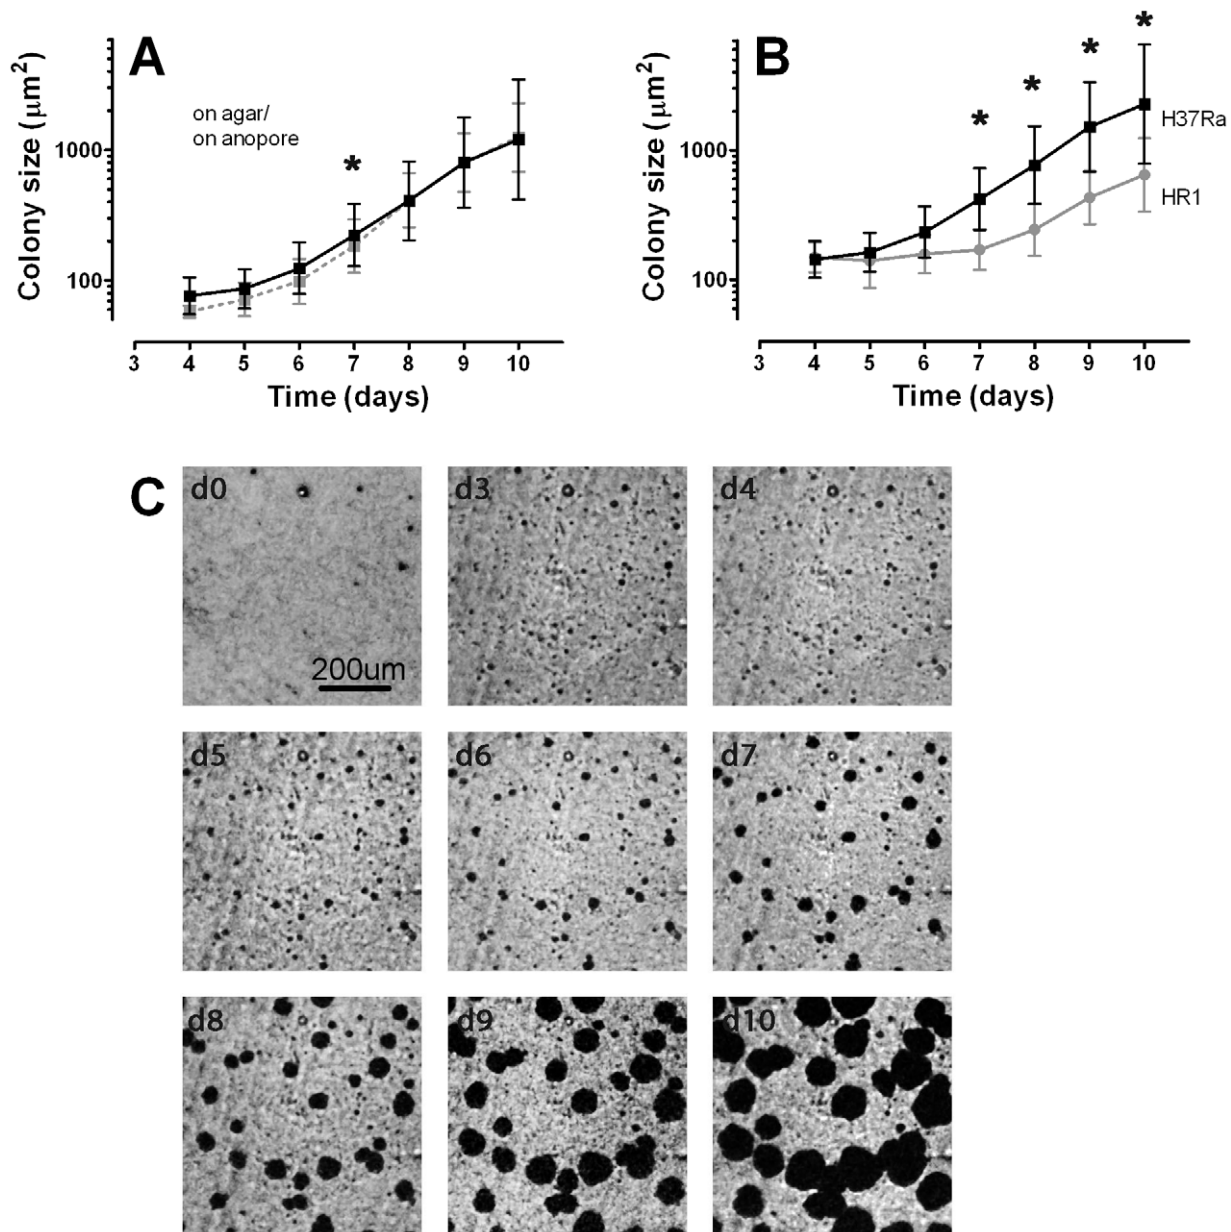 A
Colony size (μm²)
on agar/
on anopore
*
1000
100
3 4 5 6 7 8 9 10
Time (days)
B
Colony size (μm²)
* * * *
1000
100
H37Ra
HR1
3 4 5 6 7 8 9 10
Time (days)
C
d0 d3 d4
200um
d5 d6 d7
d8 d9 d10